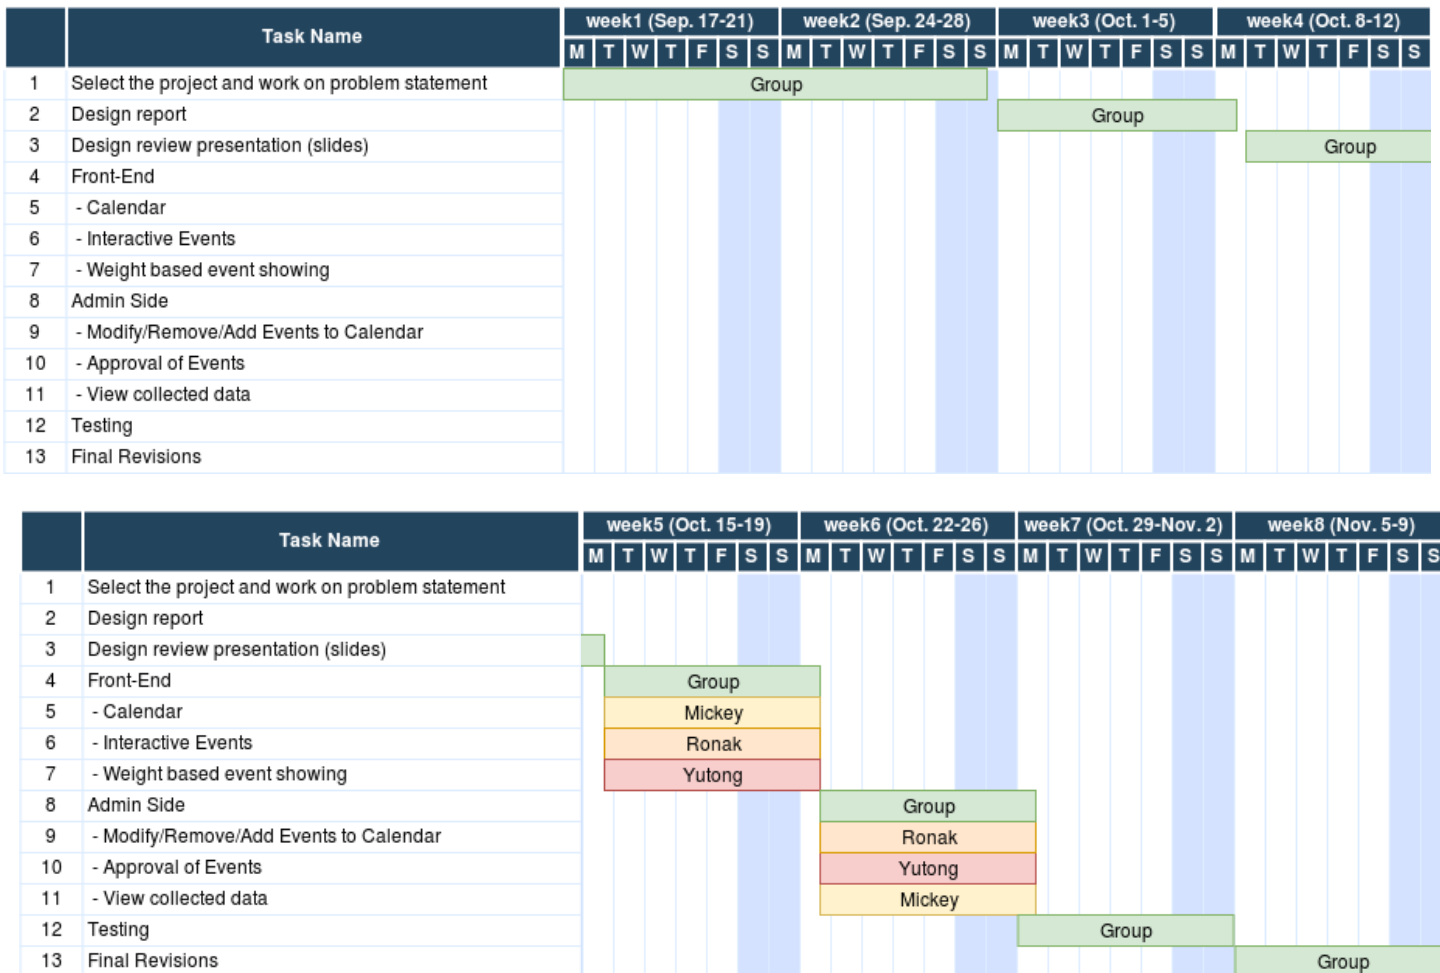 Task Name
week1 (Sep. 17-21) week2 (Sep. 24-28) week3 (Oct. 1-5) week4 (Oct. 8-12)
M T W T F S S M T W T F S S M T W T F S S M T W T F S S
1 Select the project and work on problem statement Group
2 Design report Group
3 Design review presentation (slides) Group
4 Front-End
5 - Calendar
6 - Interactive Events
7 - Weight based event showing
8 Admin Side
9 - Modify/Remove/Add Events to Calendar
10 - Approval of Events
11 - View collected data
12 Testing
13 Final Revisions
Task Name
week5 (Oct. 15-19) week6 (Oct. 22-26) week7 (Oct. 29-Nov. 2) week8 (Nov. 5-9)
M T W T F S S M T W T F S S M T W T F S S M T W T F S S
1 Select the project and work on problem statement
2 Design report
3 Design review presentation (slides)
4 Front-End Group
5 - Calendar Mickey
6 - Interactive Events Ronak
7 - Weight based event showing Yutong
8 Admin Side Group
9 - Modify/Remove/Add Events to Calendar Ronak
10 - Approval of Events Yutong
11 - View collected data Mickey
12 Testing Group
13 Final Revisions Group